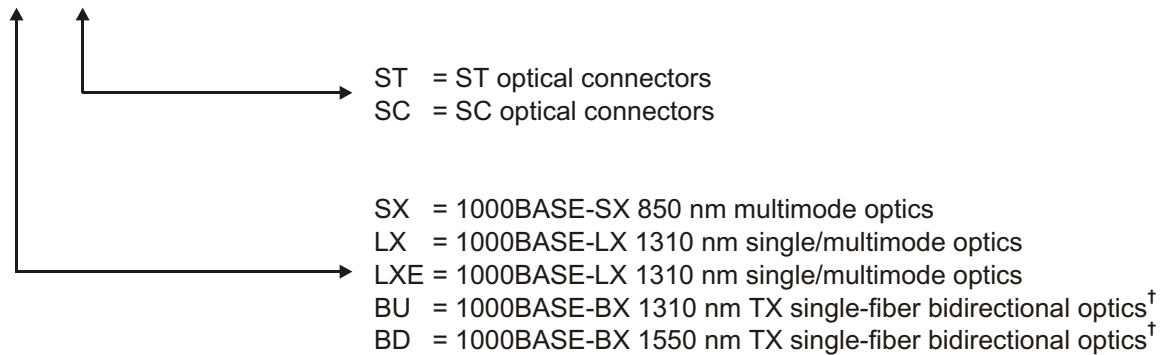 ST = ST optical connectors
SC = SC optical connectors
SX = 1000BASE-SX 850 nm multimode optics
LX = 1000BASE-LX 1310 nm single/multimode optics
LXE = 1000BASE-LX 1310 nm single/multimode optics
BU = 1000BASE-BX 1310 nm TX single-fiber bidirectional optics†
BD = 1000BASE-BX 1550 nm TX single-fiber bidirectional optics†